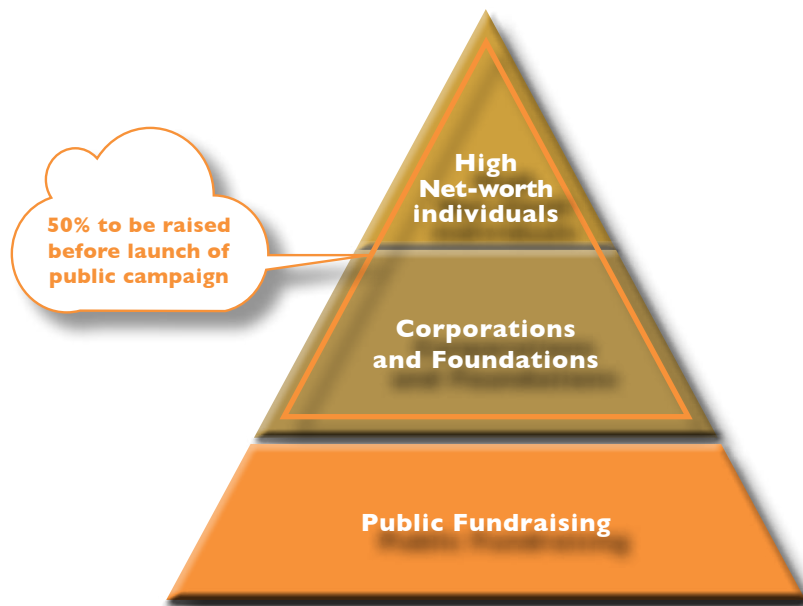 High
Net-worth
individuals
50% to be raised
before launch of
public campaign
Corporations
and Foundations
Public Fundraising